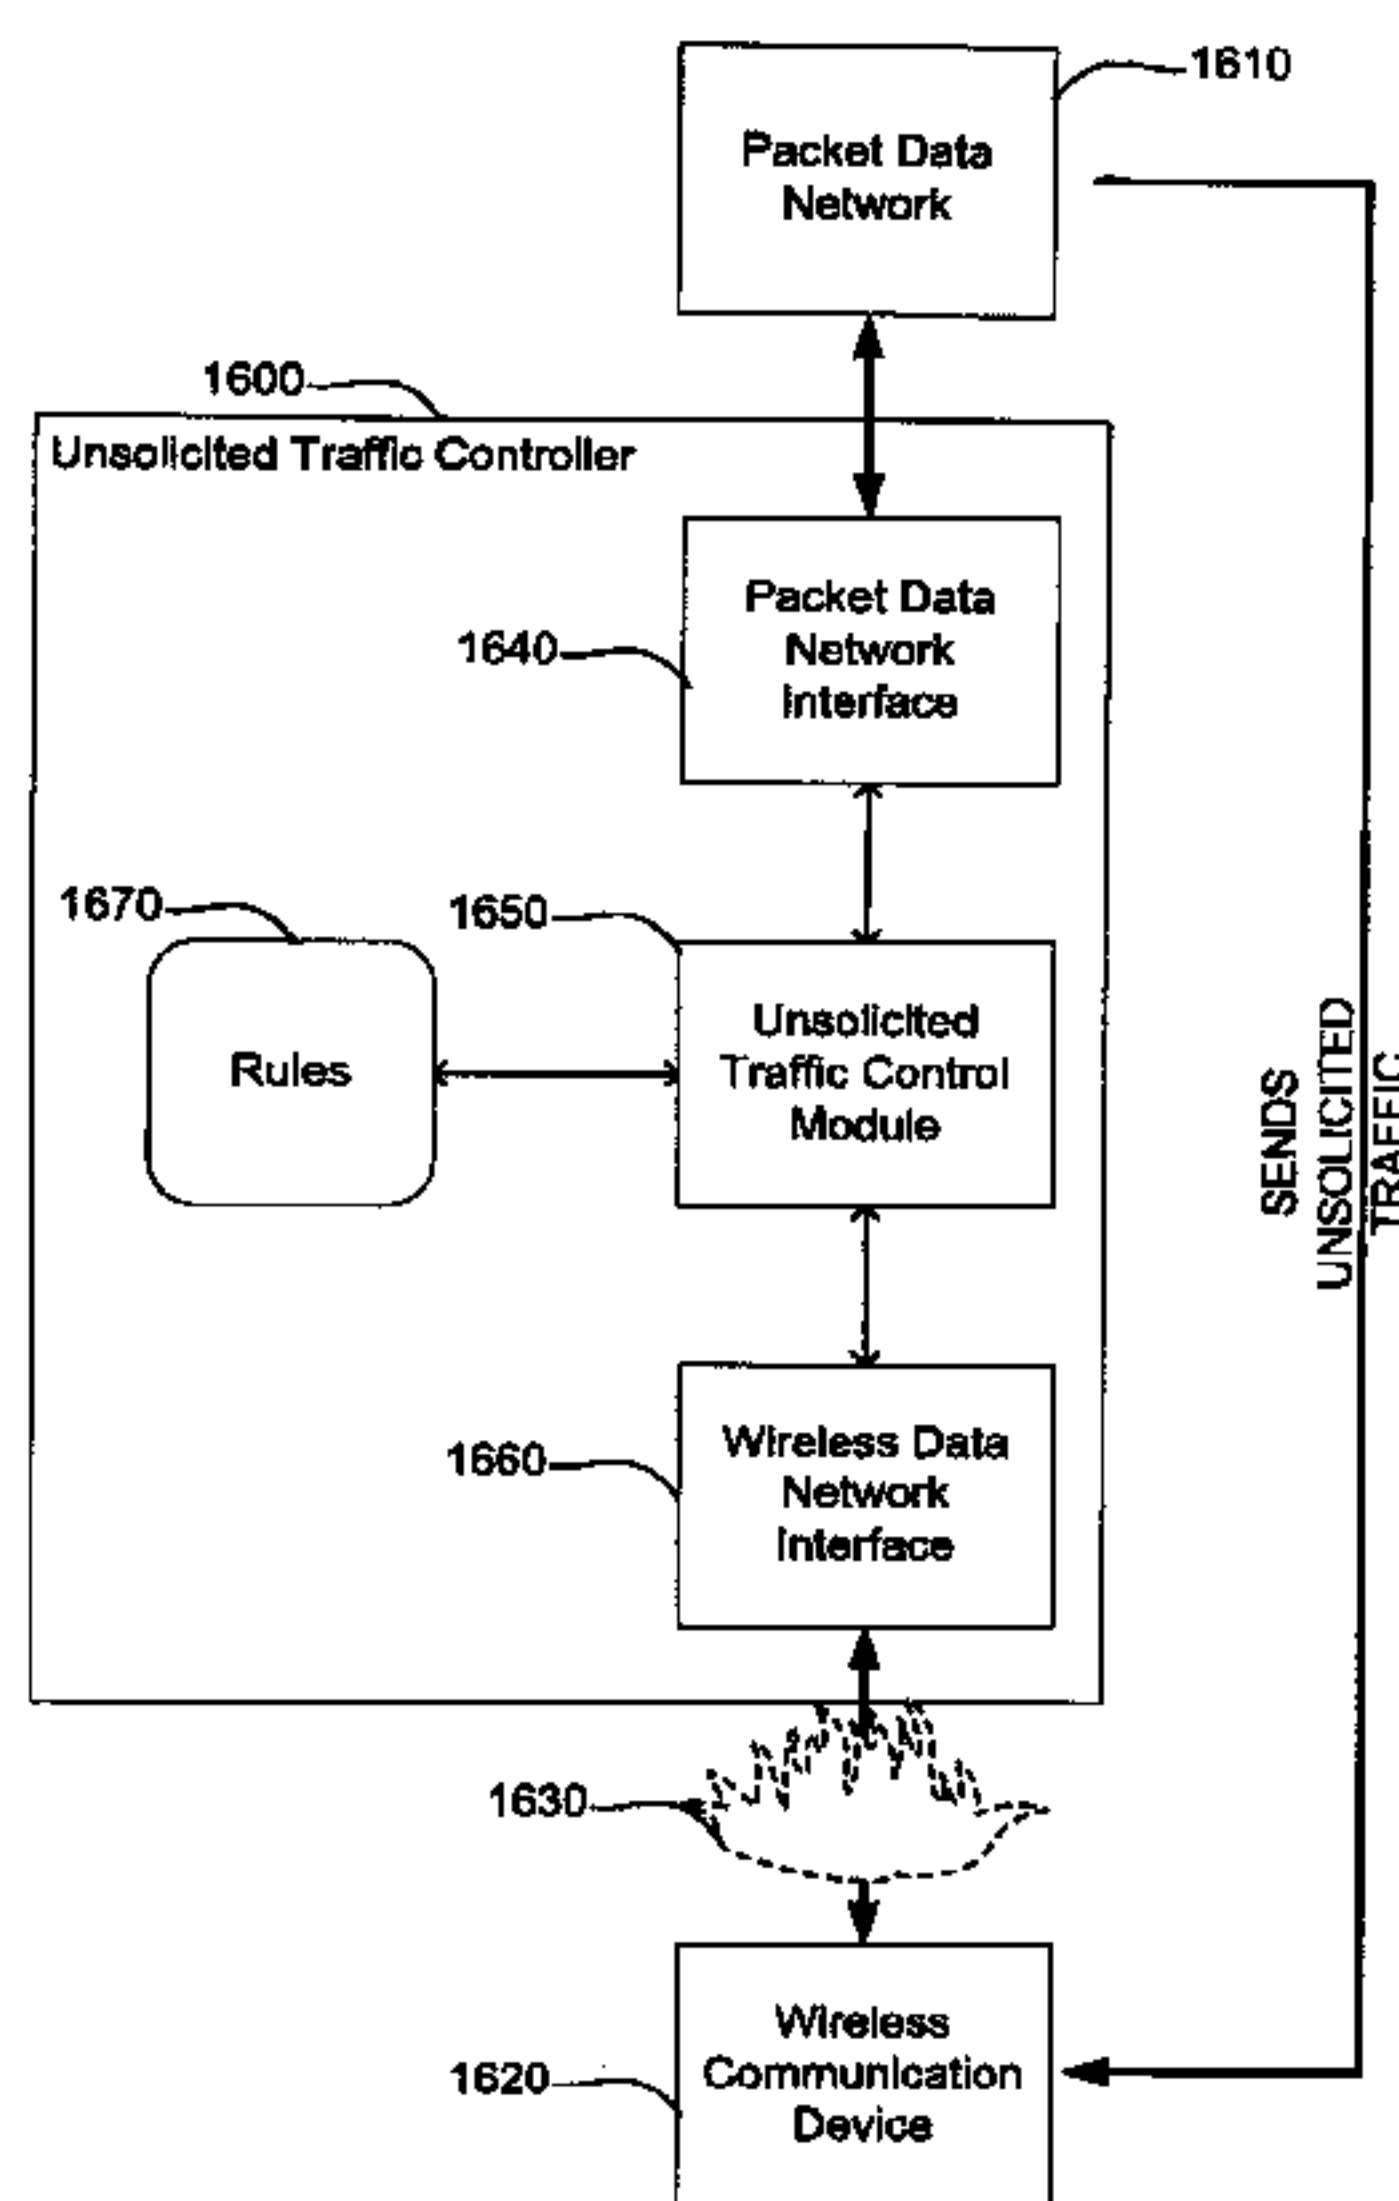 1610
Packet Data
Network
1600
Unsolicited Traffic Controller
Packet Data
Network
Interface
1640
1670
1650
Rules
Unsolicited
Traffic Control
Module
SENDS
UNSOLICITED
TRAFFIC
Wireless Data
Network
Interface
1660
1630
Wireless
Communication
Device
1620